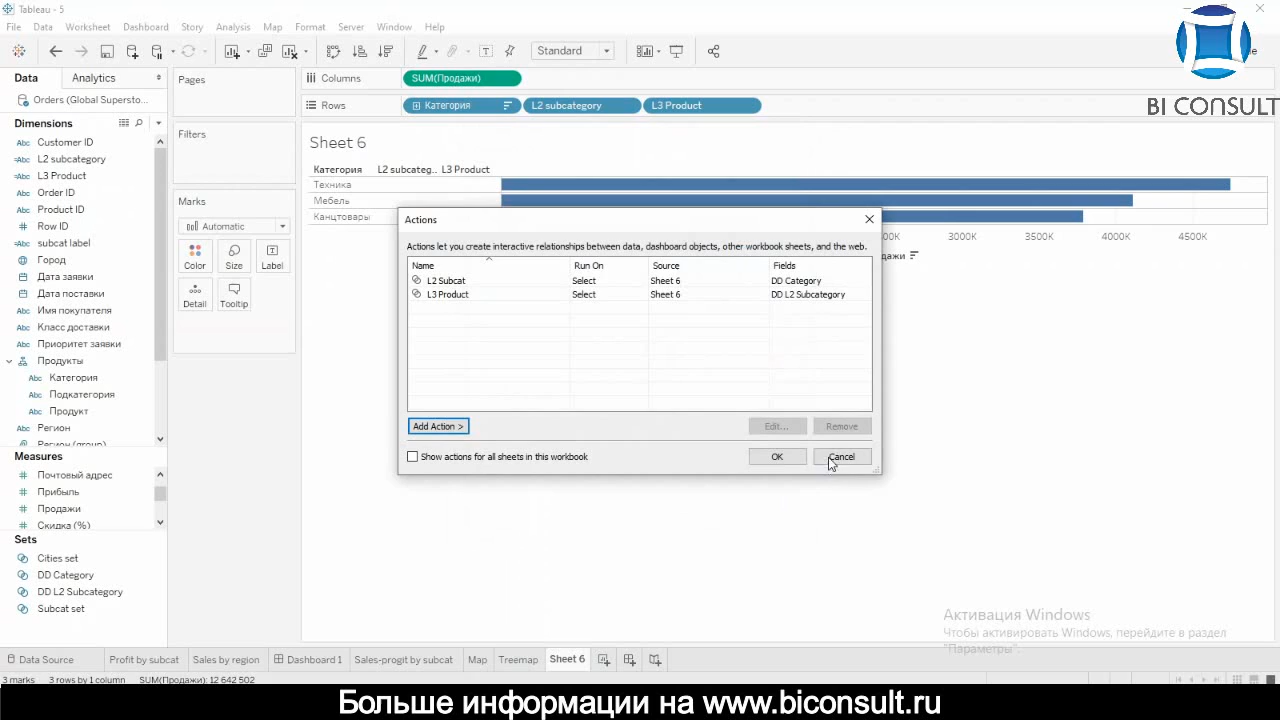 Tableau - 5
File Data Worksheet Dashboard Story Analysis Map Format Server Window Help
Standard
Data Analytics
Orders (Global Supersto...
Dimensions
Customer ID
L2 subcategory
L3 Product
Order ID
Product ID
Row ID
subcat label
Город
Дата заявки
Дата поставки
Имя покупателя
Класс доставки
Приоритет заявки
Продукты
Категория
Подкатегория
Продукт
Регион
Регион (group)
Measures
Почтовый адрес
Прибыль
Продажи
Скидка (%)
Sets
Cities set
DD Category
DD L2 Subcategory
Subcat set
Pages
Filters
Marks
Automatic
Color Size Label
Detail Tooltip
Columns SUM(Продажи)
Rows Категория L2 subcategory L3 Product
BI CONSULT
Sheet 6
Категория L2 subcateg.. L3 Product
Техника
Мебель
Канцтовары
3000K 3500K 4000K 4500K
Actions
Actions let you create interactive relationships between data, dashboard objects, other workbook sheets, and the web.
Name Run On Source Fields
L2 Subcat Select Sheet 6 DD Category
L3 Product Select Sheet 6 DD L2 Subcategory
Add Action > Edit... Remove
Show actions for all sheets in this workbook OK Cancel
Активация Windows
Чтобы активировать Windows, перейдите в раздел
"Параметры".
Data Source Profit by subcat Sales by region Dashboard 1 Sales-progit by subcat Map Treemap Sheet 6
3 marks 3 rows by 1 column SUM(Продажи): 12 642 502
Больше информации на www.biconsult.ru